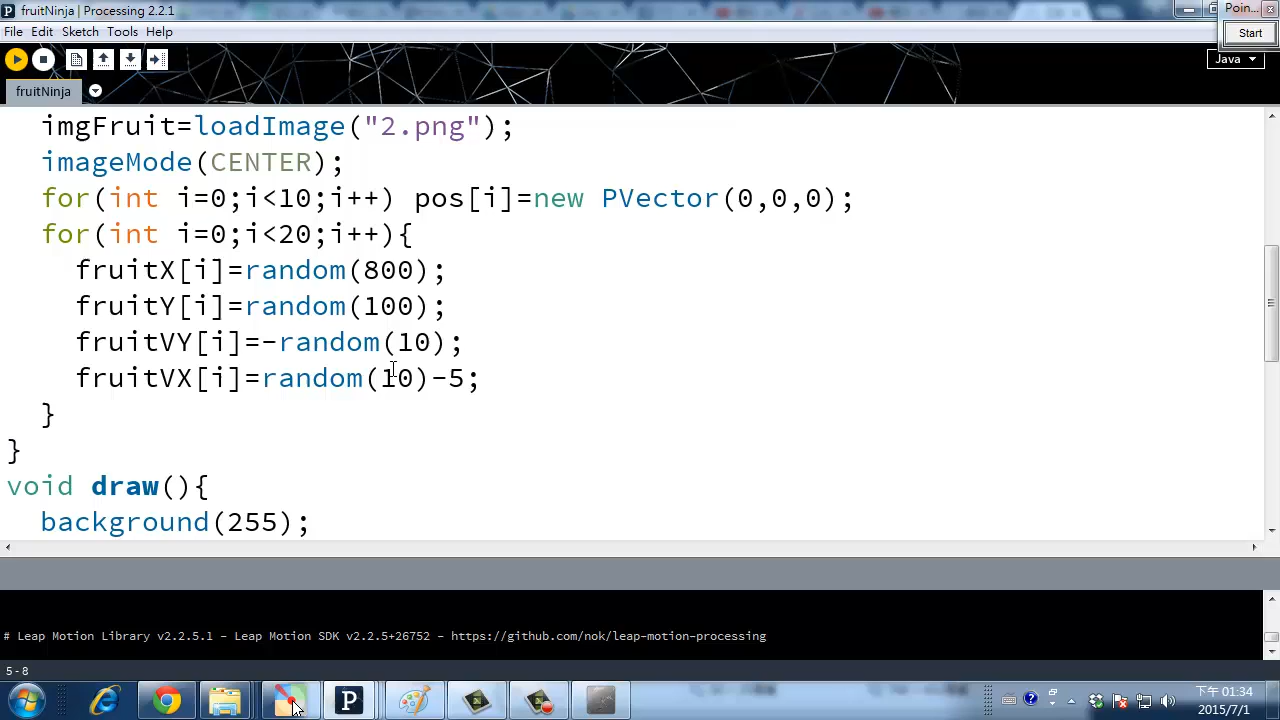 fruitNinja | Processing 2.2.1
Poin...
File Edit Sketch Tools Help
Start
Java
fruitNinja
imgFruit=loadImage("2.png");
imageMode(CENTER);
for(int i=0;i<10;i++) pos[i]=new PVector(0,0,0);
for(int i=0;i<20;i++){
fruitX[i]=random(800);
fruitY[i]=random(100);
fruitVY[i]=-random(10);
fruitVX[i]=random(10)-5;
}
}
void draw(){
background(255);
# Leap Motion Library v2.2.5.1 - Leap Motion SDK v2.2.5+26752 - https://github.com/nok/leap-motion-processing
5 - 8
下午 01:34
2015/7/1